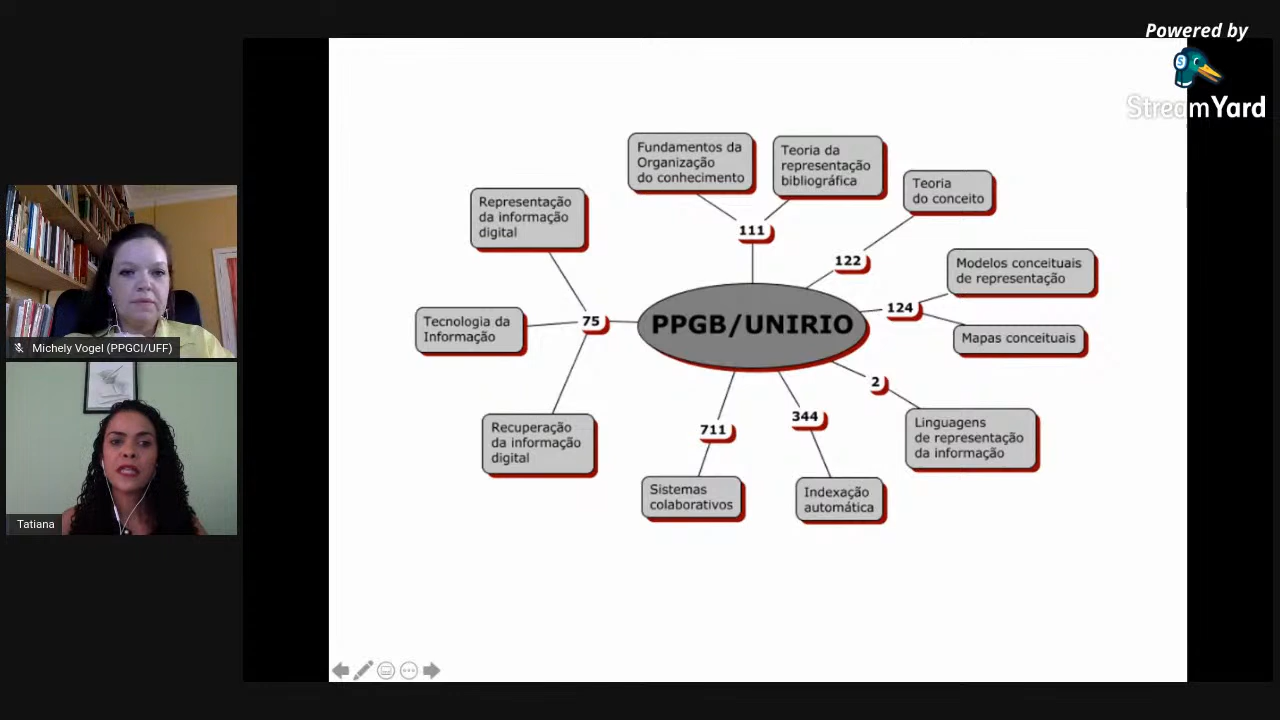 Powered by
StreamYard
Fundamentos da
Organização
do conhecimento
Teoria da
representação
bibliográfica
Teoria
do conceito
Representação
da informação
digital
111
122
Modelos conceituais
de representação
124
Tecnologia da
Informação
75
PPGB/UNIRIO
Mapas conceituais
Michely Vogel (PPGCI/UFF)
2
Recuperação
da informação
digital
711
344
Linguagens
de representação
da informação
Sistemas
colaborativos
Indexação
automática
Tatiana